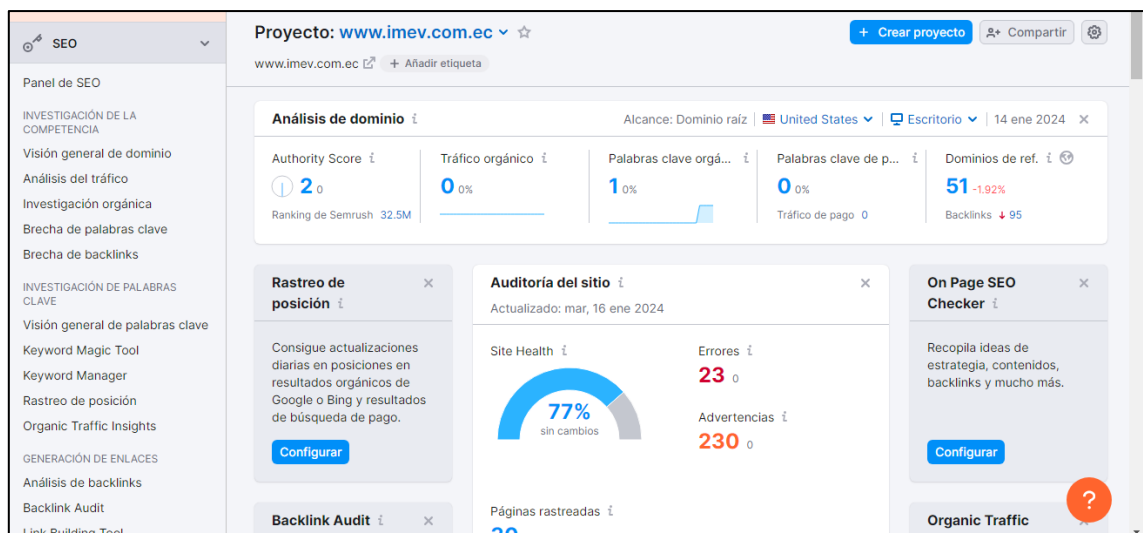 SEO
Panel de SEO
INVESTIGACIÓN DE LA
COMPETENCIA
Visión general de dominio
Análisis del tráfico
Investigación orgánica
Brecha de palabras clave
Brecha de backlinks
INVESTIGACIÓN DE PALABRAS
CLAVE
Visión general de palabras clave
Keyword Magic Tool
Keyword Manager
Rastreo de posición
Organic Traffic Insights
GENERACIÓN DE ENLACES
Análisis de backlinks
Backlink Audit
Link Building Tool
Proyecto: www.imev.com.ec
+ Crear proyecto
Compartir
www.imev.com.ec
+ Añadir etiqueta
Análisis de dominio i
Alcance: Dominio raíz
United States
Escritorio
14 ene 2024
Authority Score i
2 0
Ranking de Semrush 32.5M
Tráfico orgánico i
0 0%
Palabras clave orgá... i
1 0%
Palabras clave de p... i
0 0%
Tráfico de pago 0
Dominios de ref. i
51 -1.92%
Backlinks ↓ 95
Rastreo de
posición i
Consigue actualizaciones
diarias en posiciones en
resultados orgánicos de
Google o Bing y resultados
de búsqueda de pago.
Configurar
Backlink Audit i
Auditoría del sitio i
Actualizado: mar, 16 ene 2024
Site Health i
77%
sin cambios
Errores i
23 0
Advertencias i
230 0
Páginas rastreadas i
On Page SEO
Checker i
Recopila ideas de
estrategia, contenidos,
backlinks y mucho más.
Configurar
Organic Traffic
?